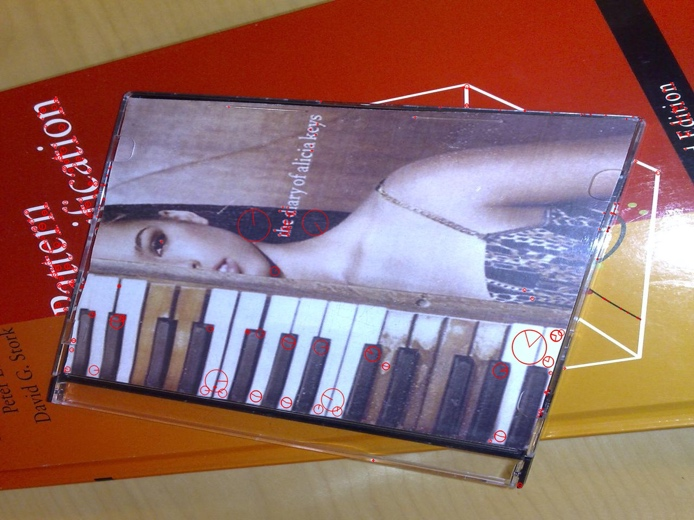 the diary of alicia keys
Pattern
ification
Peter
David G. Stork
Edition